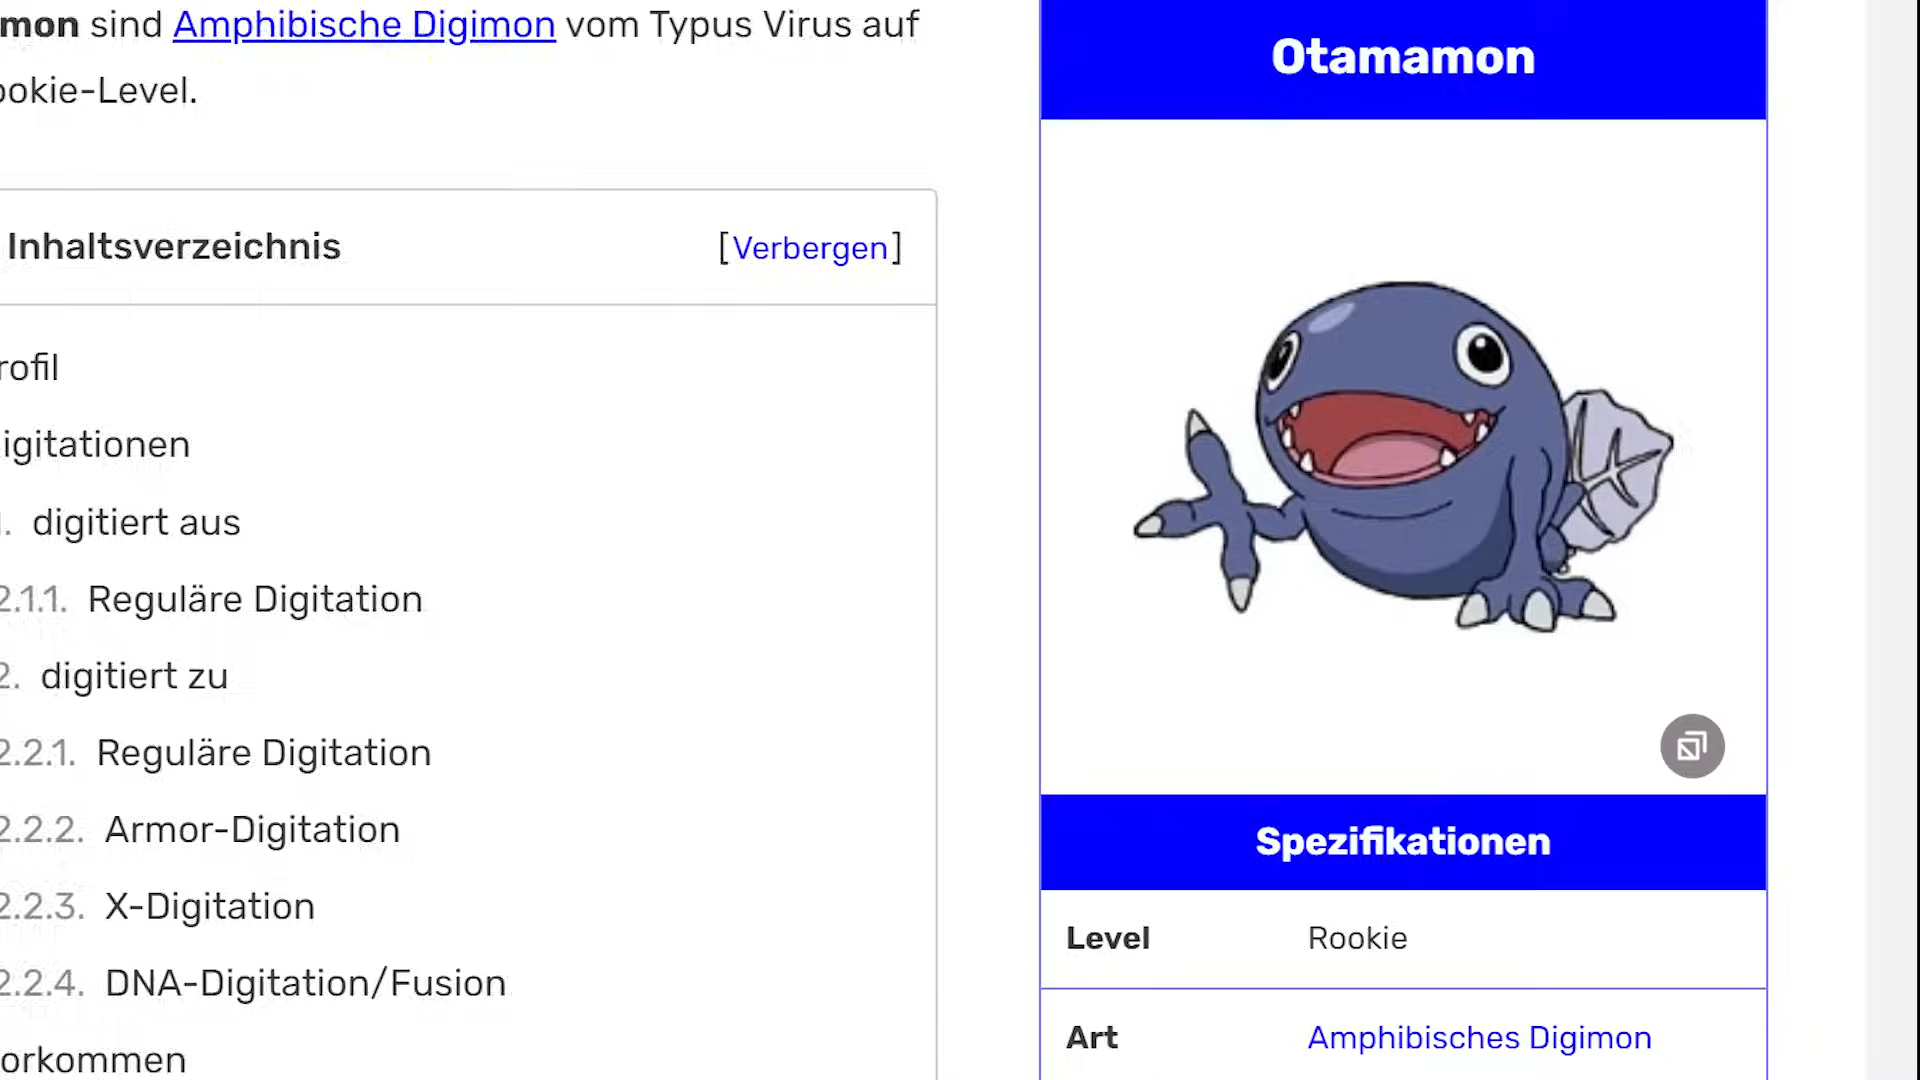 mon sind Amphibische Digimon vom Typus Virus auf
ookie-Level.
Inhaltsverzeichnis [Verbergen]
rofil
igitationen
. digitiert aus
2.1.1. Reguläre Digitation
2. digitiert zu
2.2.1. Reguläre Digitation
2.2.2. Armor-Digitation
2.2.3. X-Digitation
2.2.4. DNA-Digitation/Fusion
orkommen
Otamamon
Spezifikationen
Level Rookie
Art Amphibisches Digimon